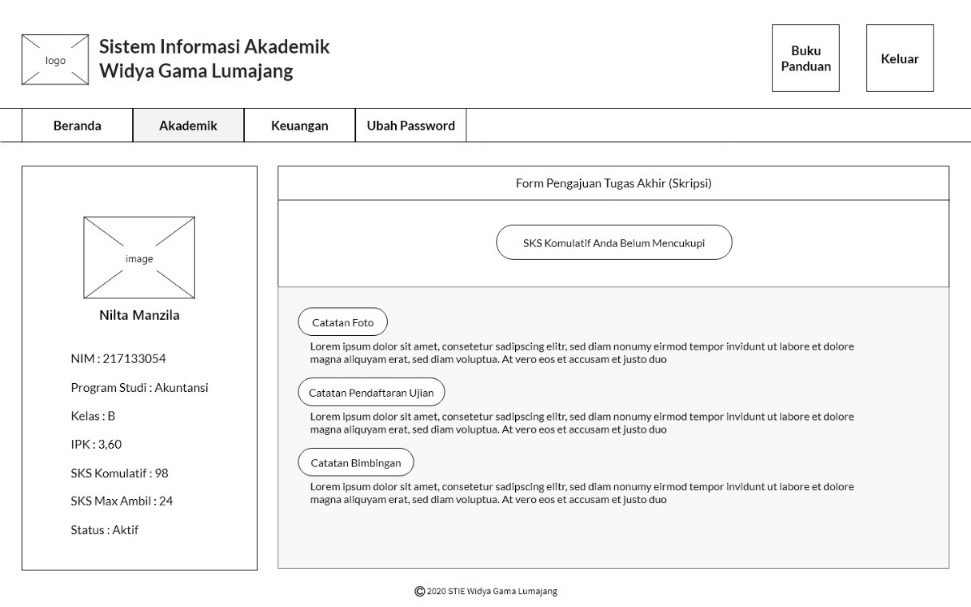 logo
Sistem Informasi Akademik
Widya Gama Lumajang
Buku
Panduan
Keluar
Beranda
Akademik
Keuangan
Ubah Password
image
Nilta Manzila
NIM : 217133054
Program Studi : Akuntansi
Kelas : B
IPK : 3,60
SKS Komulatif : 98
SKS Max Ambil : 24
Status : Aktif
Form Pengajuan Tugas Akhir (Skripsi)
SKS Komulatif Anda Belum Mencukupi
Catatan Foto
Lorem ipsum dolor sit amet, consetetur sadipscing elitr, sed diam nonumy eirmod tempor invidunt ut labore et dolore
magna aliquyam erat, sed diam voluptua. At vero eos et accusam et justo duo
Catatan Pendaftaran Ujian
Lorem ipsum dolor sit amet, consetetur sadipscing elitr, sed diam nonumy eirmod tempor invidunt ut labore et dolore
magna aliquyam erat, sed diam voluptua. At vero eos et accusam et justo duo
Catatan Bimbingan
Lorem ipsum dolor sit amet, consetetur sadipscing elitr, sed diam nonumy eirmod tempor invidunt ut labore et dolore
magna aliquyam erat, sed diam voluptua. At vero eos et accusam et justo duo
© 2020 STIE Widya Gama Lumajang